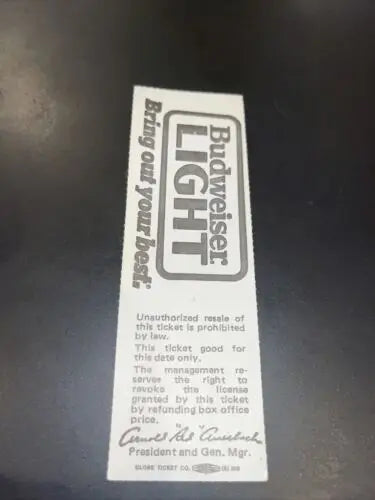 Budweiser
LIGHT
Bring out your best.
Unauthorized resale of
this ticket is prohibited
by law.
This ticket good for
this date only.
The management re-
serves the right to
revoke the license
granted by this ticket
by refunding box office
price.
Arnold "Red" Auerbach
President and Gen. Mgr.
GLOBE TICKET CO.